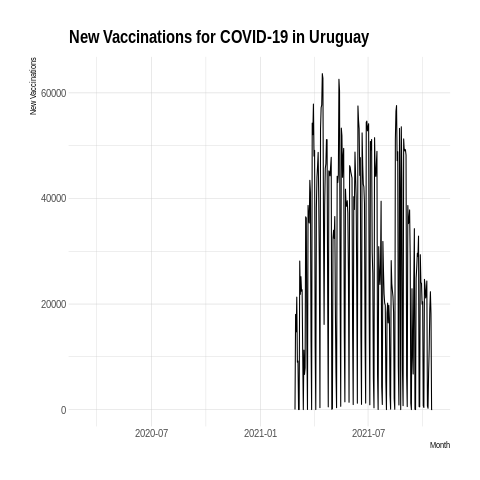 New Vaccinations for COVID-19 in Uruguay
New Vaccinations
60000
40000
20000
0
2020-07
2021-01
2021-07
Month